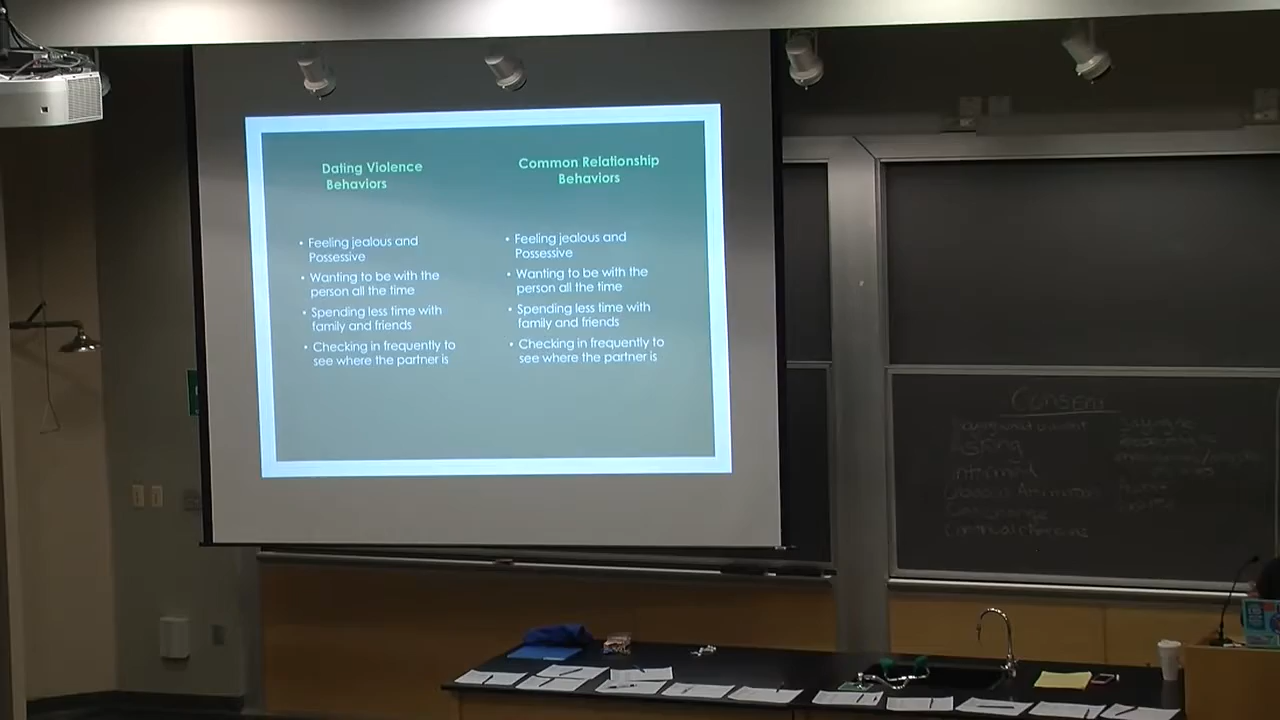 Dating Violence
Behaviors
• Feeling jealous and
Possessive
• Wanting to be with the
person all the time
• Spending less time with
family and friends
• Checking in frequently to
see where the partner is
Common Relationship
Behaviors
• Feeling jealous and
Possessive
• Wanting to be with the
person all the time
• Spending less time with
family and friends
• Checking in frequently to
see where the partner is
Consent
Asking
informed